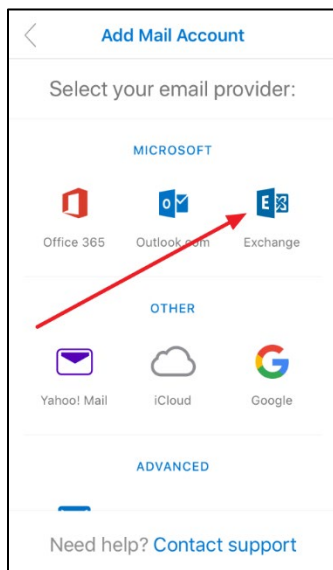 Add Mail Account
Select your email provider:
MICROSOFT
Office 365 Outlook.com Exchange
OTHER
Yahoo! Mail iCloud Google
ADVANCED
Need help? Contact support